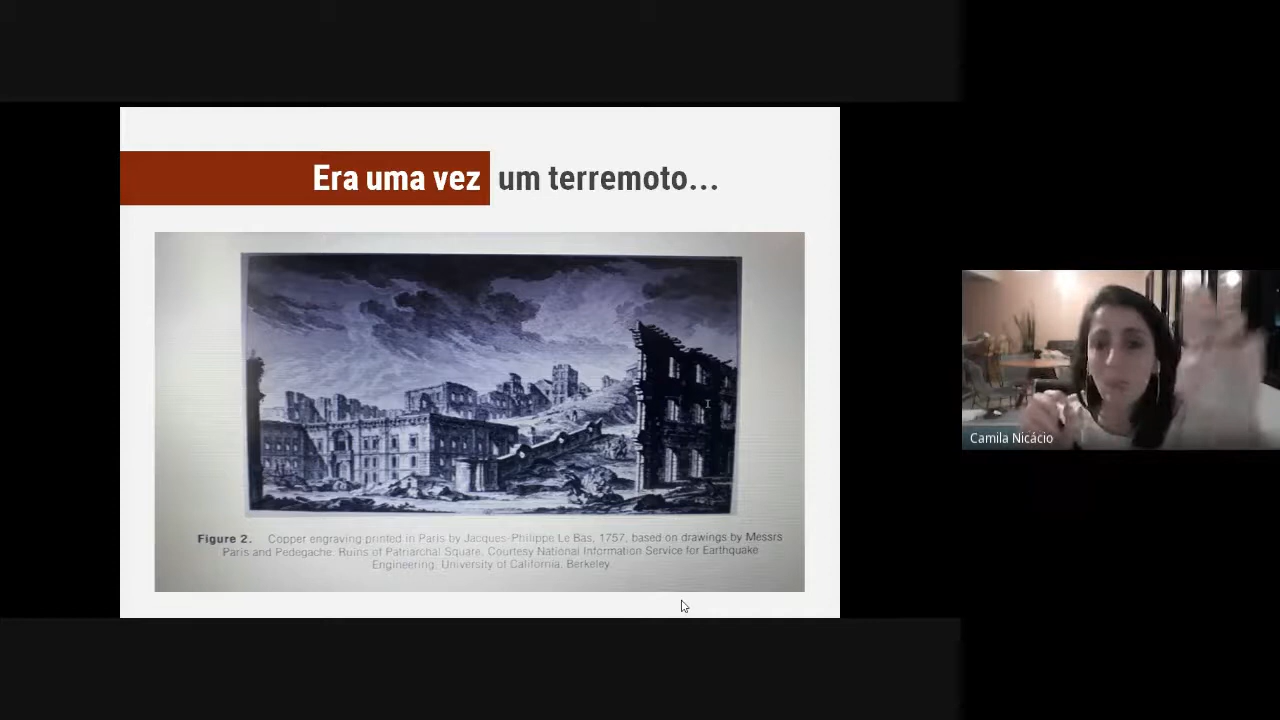 Era uma vez um terremoto...
Figure 2. Copper engraving printed in Paris by Jacques-Philippe Le Bas, 1757, based on drawings by Messrs
Paris and Pedegache. Ruins of Patriarchal Square. Courtesy National Information Service for Earthquake
Engineering, University of California, Berkeley.
Camila Nicácio